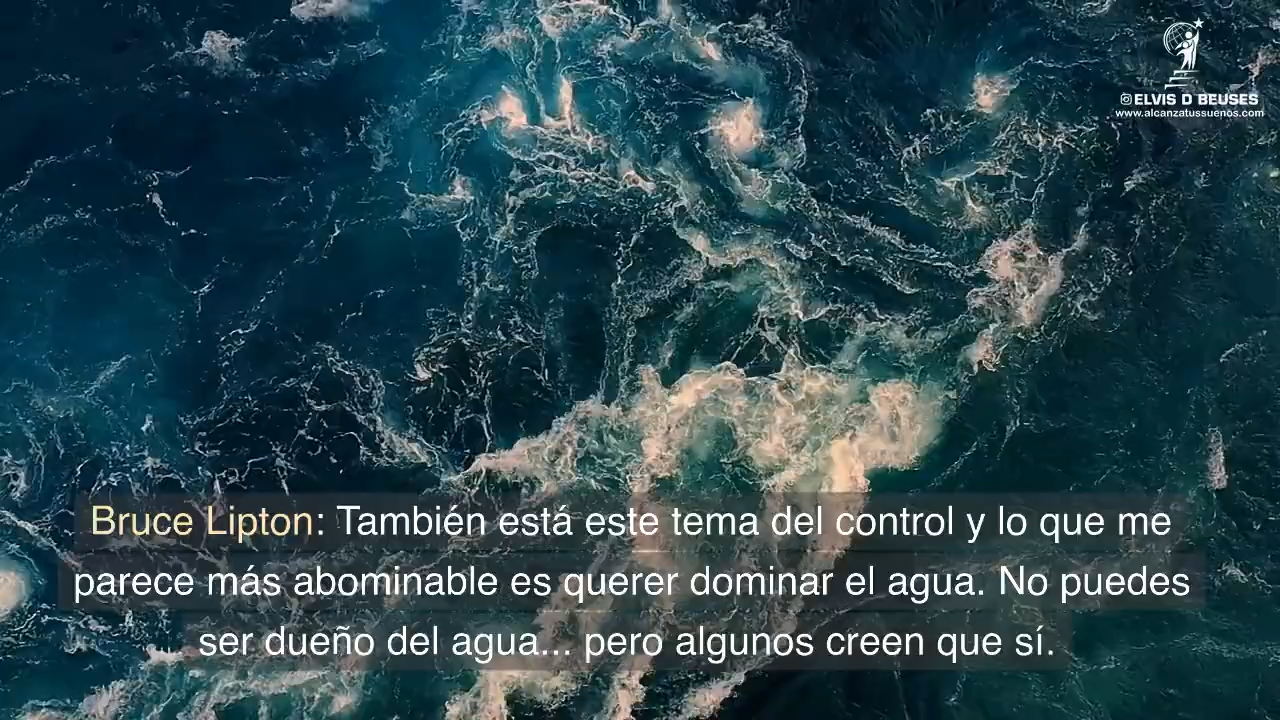 @ELVIS D BEUSES
www.alcanzatussuenos.com
Bruce Lipton: También está este tema del control y lo que me
parece más abominable es querer dominar el agua. No puedes
ser dueño del agua... pero algunos creen que sí.